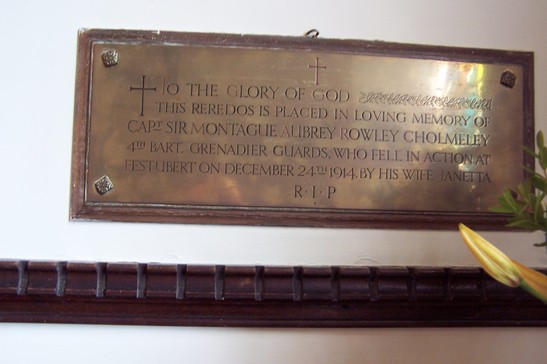 TO THE GLORY OF GOD
THIS REREDOS IS PLACED IN LOVING MEMORY OF
CAPT SIR MONTAGUE AUBREY ROWLEY CHOLMELEY
4TH BART. GRENADIER GUARDS, WHO FELL IN ACTION AT
FESTUBERT ON DECEMBER 24TH 1914. BY HIS WIFE JANETTA
R·I·P